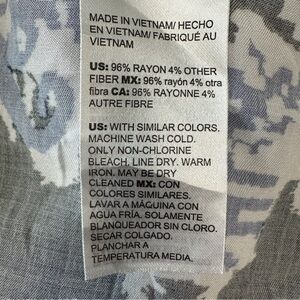 MADE IN VIETNAM/ HECHO
EN VIETNAM/ FABRIQUÉ AU
VIETNAM
US: 96% RAYON 4% OTHER
FIBER MX: 96% rayón 4% otra
fibra CA: 96% RAYONNE 4%
AUTRE FIBRE
US: WITH SIMILAR COLORS.
MACHINE WASH COLD.
ONLY NON-CHLORINE
BLEACH, LINE DRY. WARM
IRON. MAY BE DRY
CLEANED MX: CON
COLORES SIMILARES.
LAVAR A MÁQUINA CON
AGUA FRÍA. SOLAMENTE
BLANQUEADOR SIN CLORO.
SECAR COLGADO.
PLANCHAR A
TEMPERATURA MEDIA.